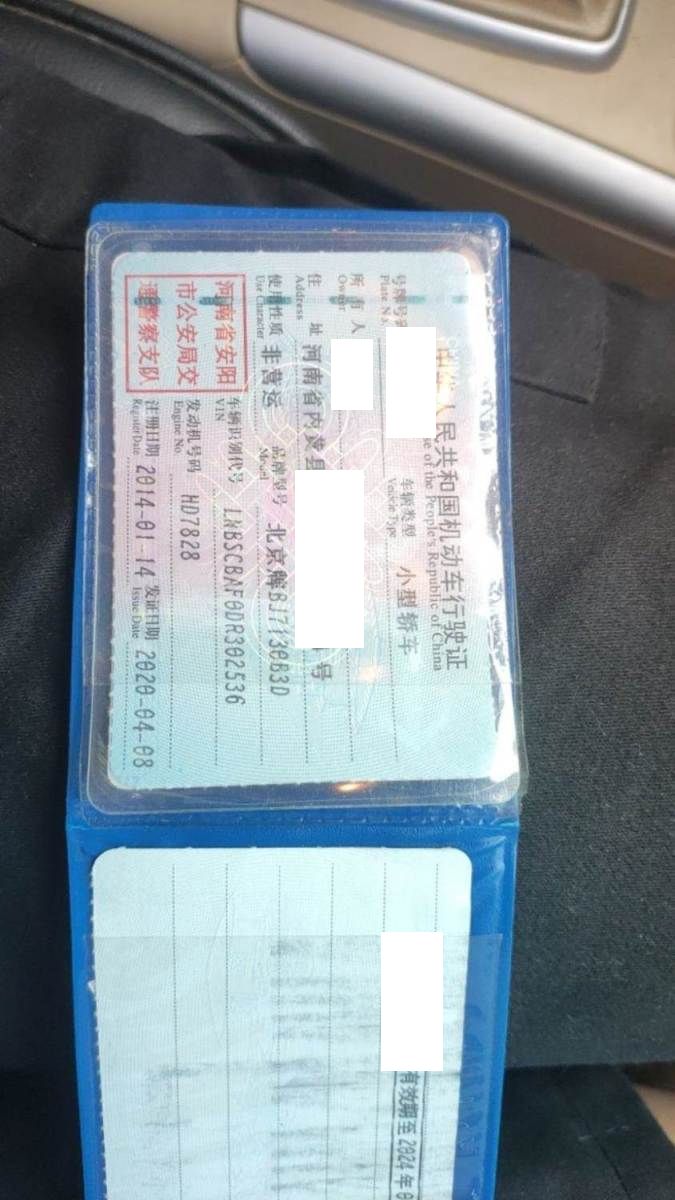 人民共和国机动车行驶证
se of the People's Republic of China
号牌号码
Plate No.
车辆类型 小型轿车
Vehicle Type
所有人
Owner
住址 河南省内黄县 号
Address
使用性质 非营运 品牌型号 北京牌BJ7130B3D
Use Character Model
河南省安阳
市公安局交
通警察支队
车辆识别代号 LNBSCBAF0DR302536
VIN
发动机号码 HD7828
Engine No.
注册日期 2014-01-14 发证日期 2020-04-08
Register Date Issue Date
有效期至2024年0